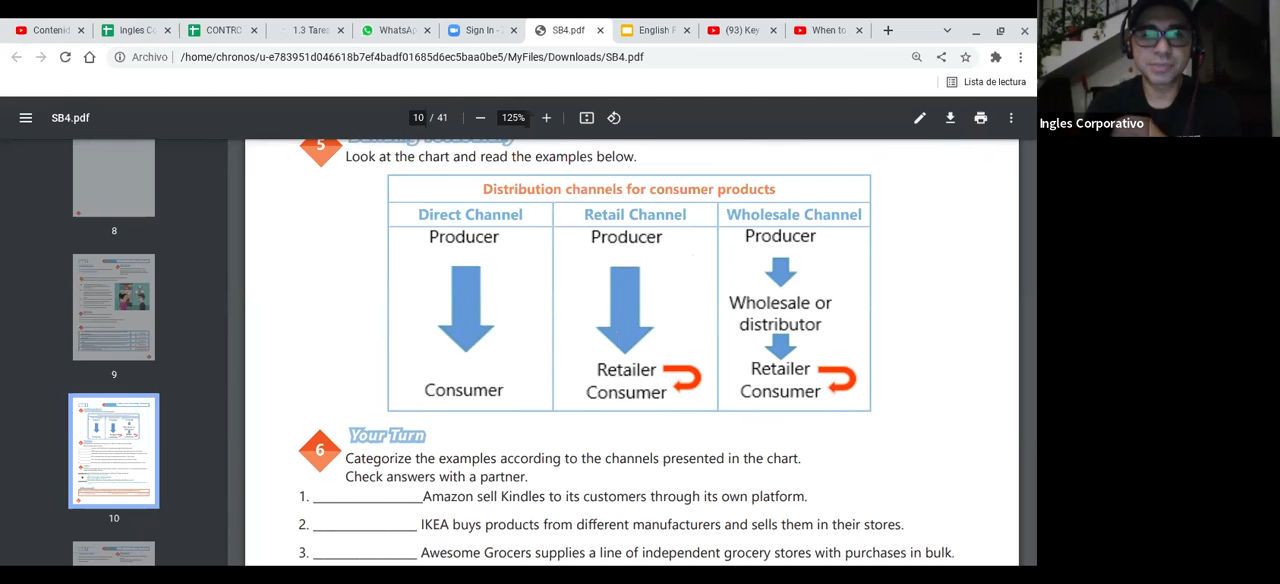 Contenid
Ingles Co
CONTRC
1.3 Tarea
WhatsAp
Sign In -
SB4.pdf
English F
(93) Key
When to
Archivo
/home/chronos/u-e783951d046618b7ef4badf01685d6ec5baa0be5/MyFiles/Downloads/SB4.pdf
Lista de lectura
SB4.pdf
10 / 41
125%
Ingles Corporativo
8
9
10
5
Look at the chart and read the examples below.
Distribution channels for consumer products
Direct Channel
Retail Channel
Wholesale Channel
Producer
Producer
Producer
Wholesale or
distributor
Consumer
Retailer
Consumer
Retailer
Consumer
6
Your Turn
Categorize the examples according to the channels presented in the chart.
Check answers with a partner.
1. ______________Amazon sell Kindles to its customers through its own platform.
2. _____________ IKEA buys products from different manufacturers and sells them in their stores.
3. _____________ Awesome Grocers supplies a line of independent grocery stores with purchases in bulk.